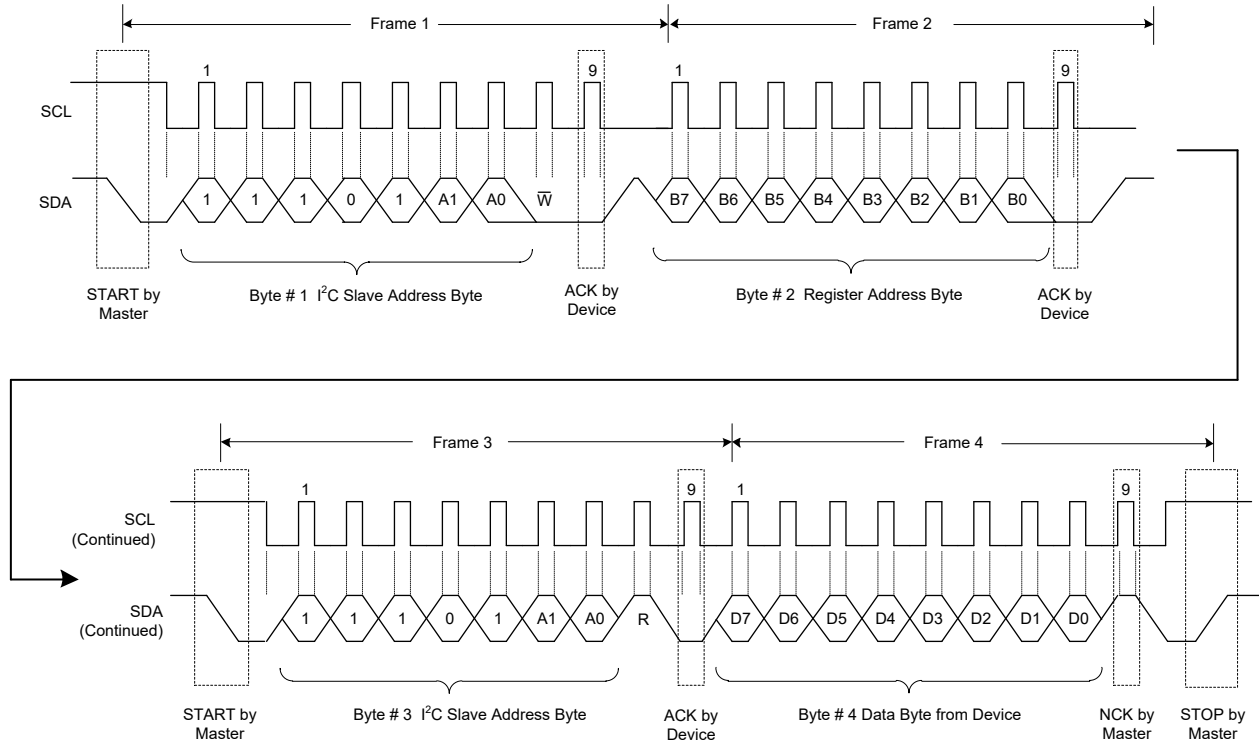 Frame 1 Frame 2
1 9 1 9
SCL
SDA 1 1 1 0 1 A1 A0 W̅ B7 B6 B5 B4 B3 B2 B1 B0
START by Master
Byte # 1 I²C Slave Address Byte
ACK by Device
Byte # 2 Register Address Byte
ACK by Device
Frame 3 Frame 4
1 9 1 9
SCL (Continued)
SDA (Continued) 1 1 1 0 1 A1 A0 R D7 D6 D5 D4 D3 D2 D1 D0
START by Master
Byte # 3 I²C Slave Address Byte
ACK by Device
Byte # 4 Data Byte from Device
NCK by Master
STOP by Master